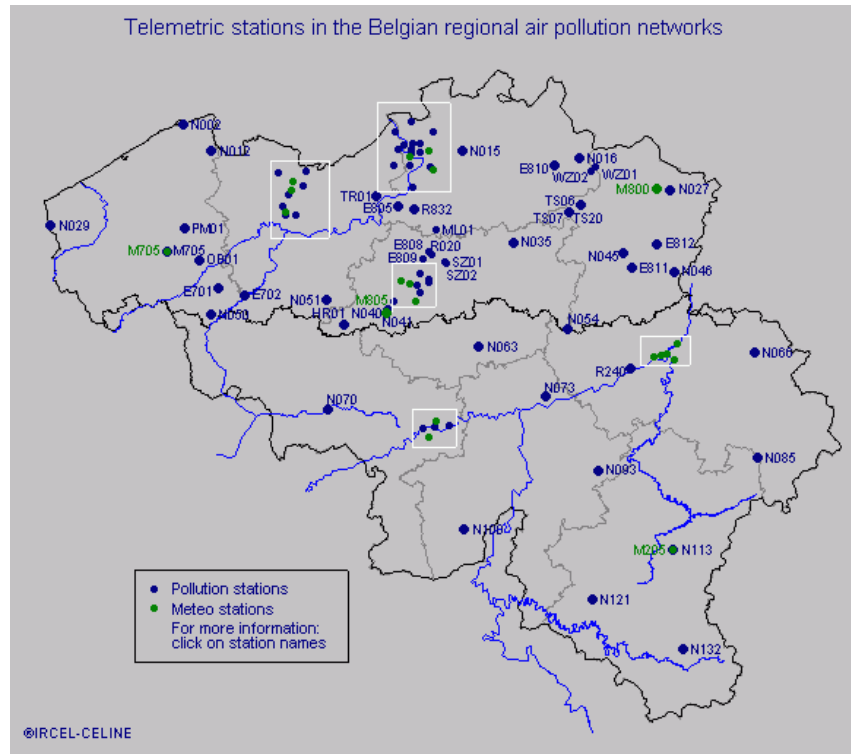 Telemetric stations in the Belgian regional air pollution networks
N002
N012
N015
N016
E810
WZ01
WZ02
M800
N027
TR01
E805
R832
TS06
TS07
TS20
N029
PM01
ML01
M705
M705
OB01
E808
R020
E809
SZ01
SZ02
N035
E812
N045
E811
N046
E701
E702
N051
M805
N050
HR01
N040
N041
N054
N063
N066
R240
N073
N070
N085
N093
N100
M205
N113
N121
N132
Pollution stations
Meteo stations
For more information:
click on station names
©IRCEL-CELINE